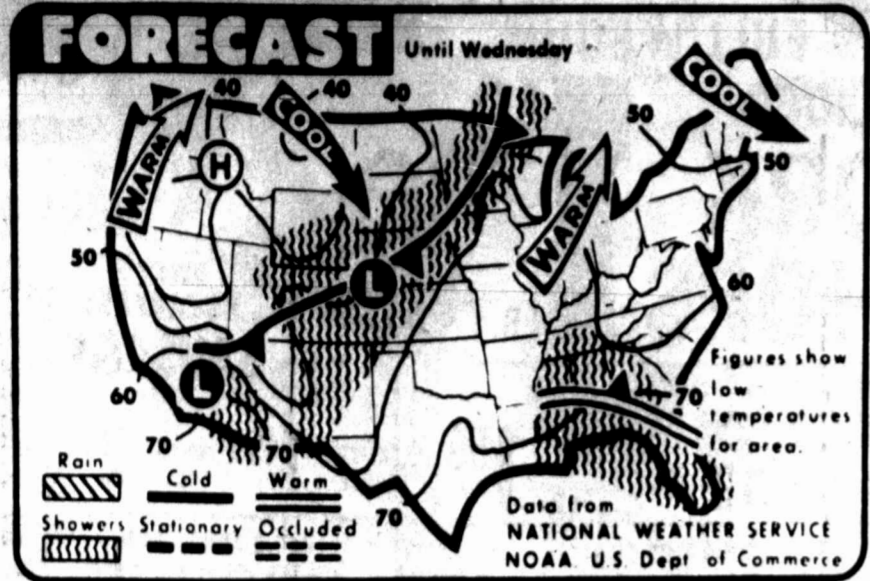 FORECAST
Until Wednesday
40
40
40
50
50
COOL
COOL
WARM
H
WARM
50
L
60
L
60
70
Figures show
low
temperatures
for area.
70
70
70
Rain
Cold
Warm
Showers
Stationary
Occluded
Data from
NATIONAL WEATHER SERVICE
NOAA U.S. Dept of Commerce